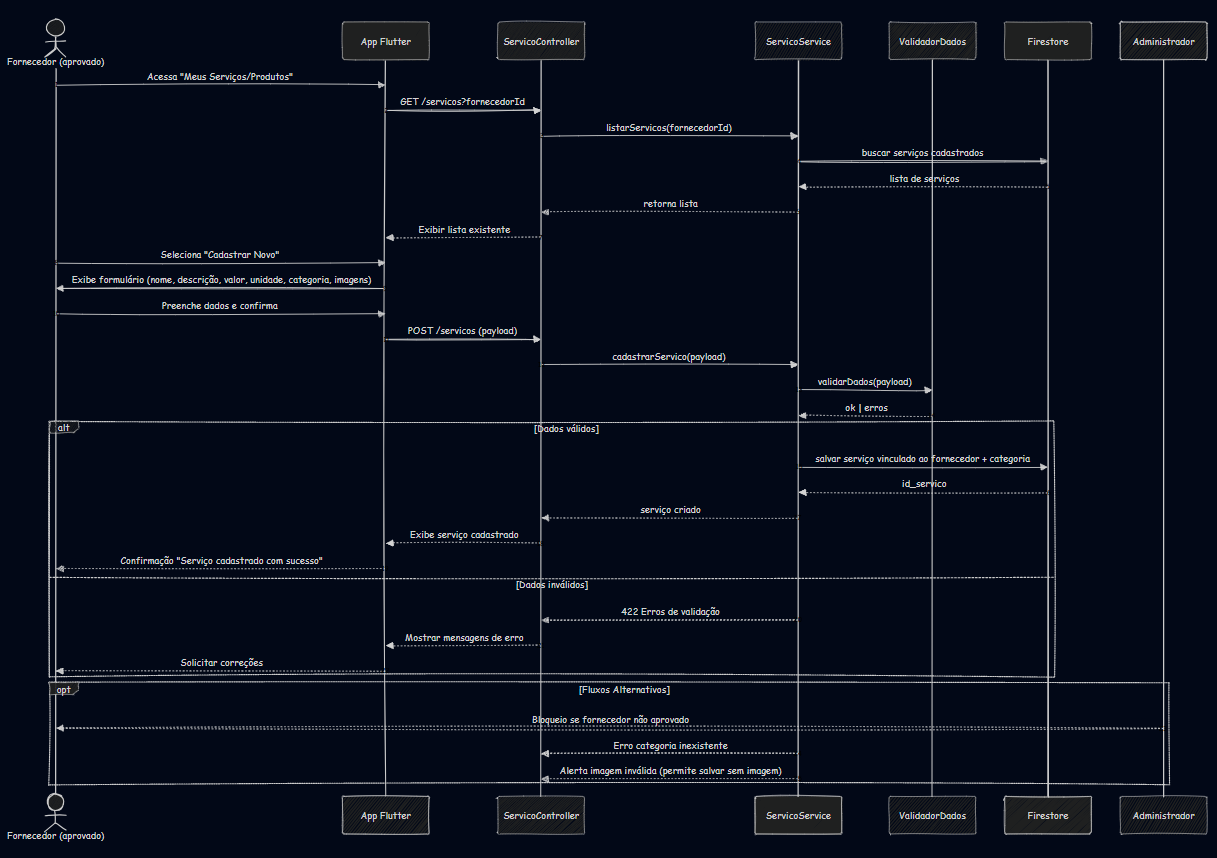 Fornecedor (aprovado)
App Flutter
ServicoController
ServicoService
ValidadorDados
Firestore
Administrador
Acessa "Meus Serviços/Produtos"
GET /servicos?fornecedorId
listarServicos(fornecedorId)
buscar serviços cadastrados
lista de serviços
retorna lista
Exibir lista existente
Seleciona "Cadastrar Novo"
Exibe formulário (nome, descrição, valor, unidade, categoria, imagens)
Preenche dados e confirma
POST /servicos (payload)
cadastrarServico(payload)
validarDados(payload)
ok | erros
alt
[Dados válidos]
salvar serviço vinculado ao fornecedor + categoria
id_servico
serviço criado
Exibe serviço cadastrado
Confirmação "Serviço cadastrado com sucesso"
[Dados inválidos]
422 Erros de validação
Mostrar mensagens de erro
Solicitar correções
opt
[Fluxos Alternativos]
Bloqueio se fornecedor não aprovado
Erro categoria inexistente
Alerta imagem inválida (permite salvar sem imagem)
Fornecedor (aprovado)
App Flutter
ServicoController
ServicoService
ValidadorDados
Firestore
Administrador